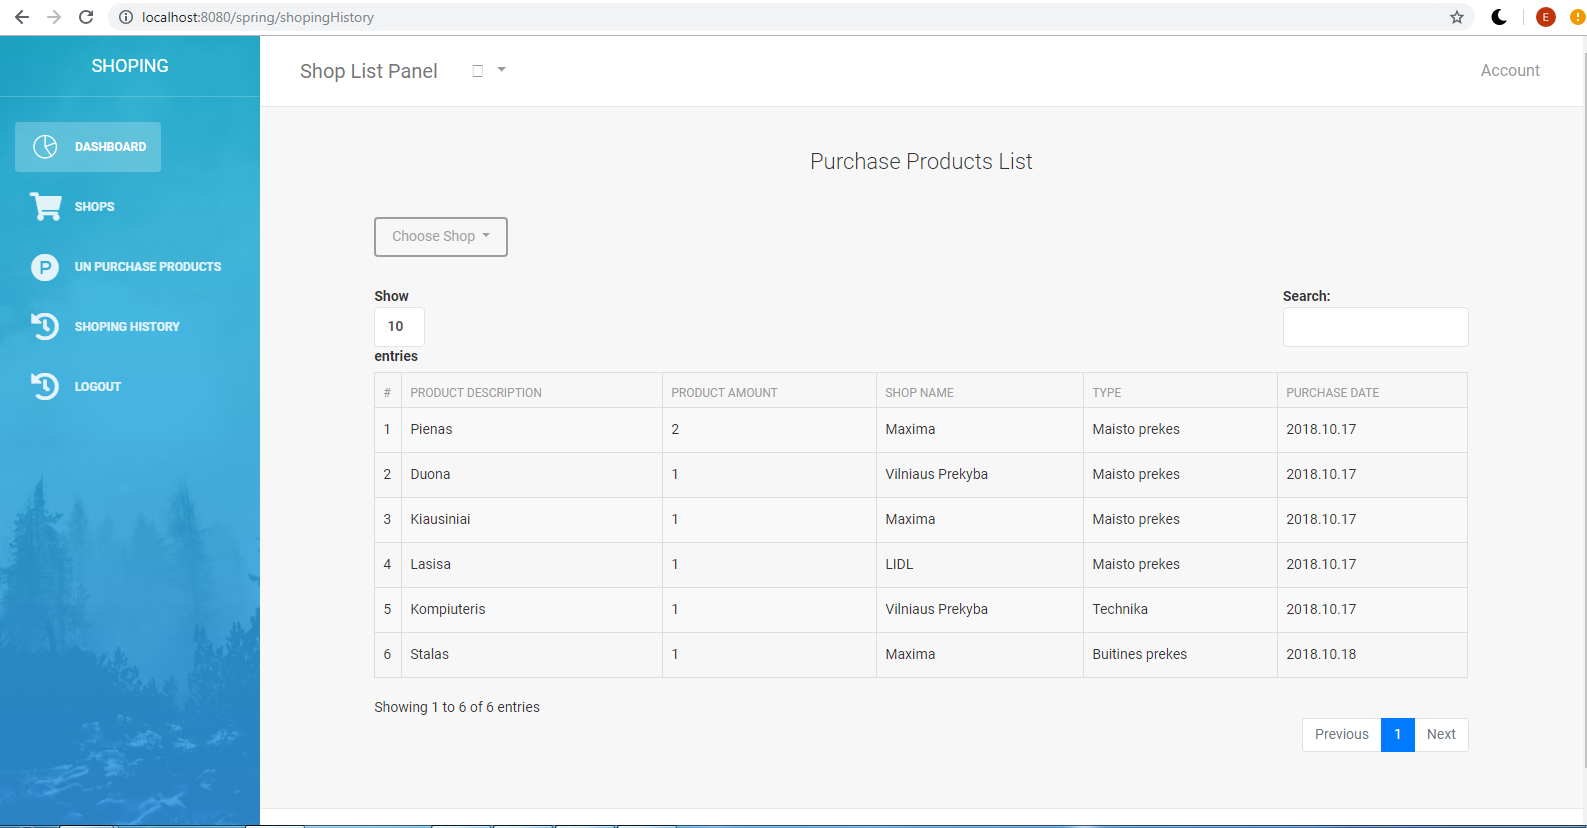 localhost:8080/spring/shopingHistory
E
SHOPING
Shop List Panel
Account
DASHBOARD
SHOPS
P
UN PURCHASE PRODUCTS
SHOPING HISTORY
LOGOUT
Purchase Products List
Choose Shop
Show
10
entries
Search:
# PRODUCT DESCRIPTION PRODUCT AMOUNT SHOP NAME TYPE PURCHASE DATE
1 Pienas 2 Maxima Maisto prekes 2018.10.17
2 Duona 1 Vilniaus Prekyba Maisto prekes 2018.10.17
3 Kiausiniai 1 Maxima Maisto prekes 2018.10.17
4 Lasisa 1 LIDL Maisto prekes 2018.10.17
5 Kompiuteris 1 Vilniaus Prekyba Technika 2018.10.17
6 Stalas 1 Maxima Buitines prekes 2018.10.18
Showing 1 to 6 of 6 entries
Previous 1 Next